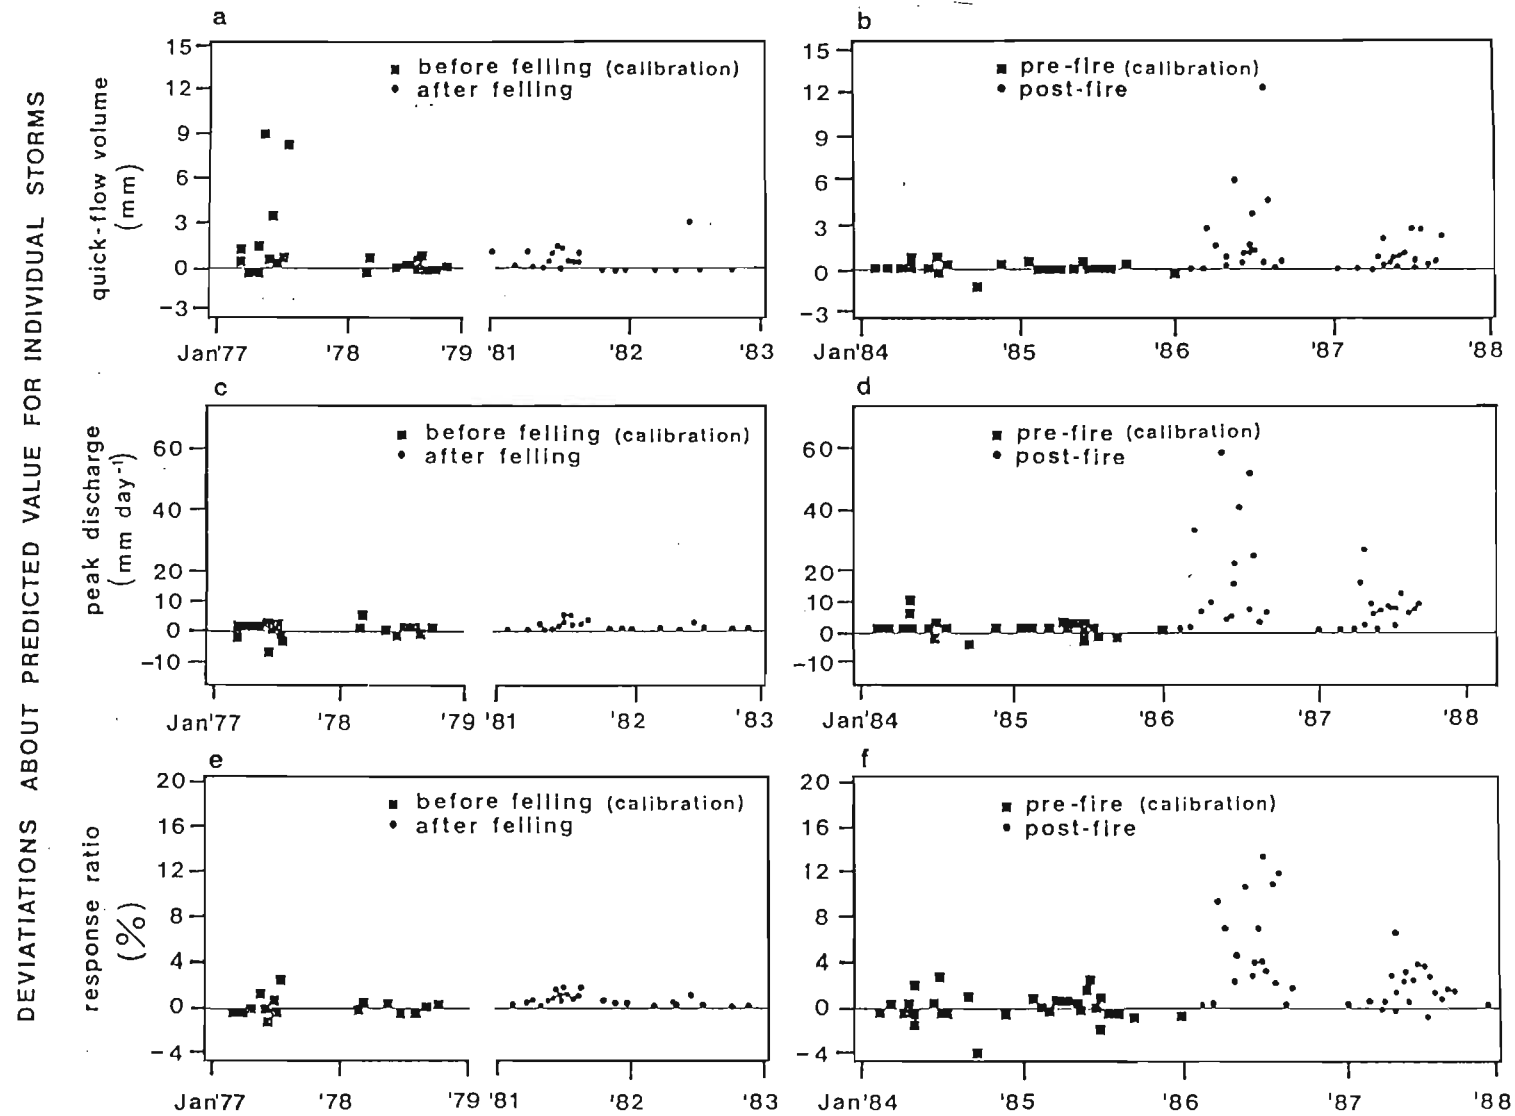 DEVIATIONS ABOUT PREDICTED VALUE FOR INDIVIDUAL STORMS
a
quick-flow volume
(mm)
15
12
9
6
3
0
−3
before felling (calibration)
after felling
Jan'77 '78 '79 '81 '82 '83
b
15
12
9
6
3
0
−3
pre-fire (calibration)
post-fire
Jan'84 '85 '86 '87 '88
c
peak discharge
(mm day⁻¹)
60
40
20
10
0
−10
before felling (calibration)
after felling
Jan'77 '78 '79 '81 '82 '83
d
60
40
20
10
0
−10
pre-fire (calibration)
post-fire
Jan'84 '85 '86 '87 '88
e
response ratio
(%)
20
16
12
8
4
0
−4
before felling (calibration)
after felling
Jan'77 '78 '79 '81 '82 '83
f
20
16
12
8
4
0
−4
pre-fire (calibration)
post-fire
Jan'84 '85 '86 '87 '88